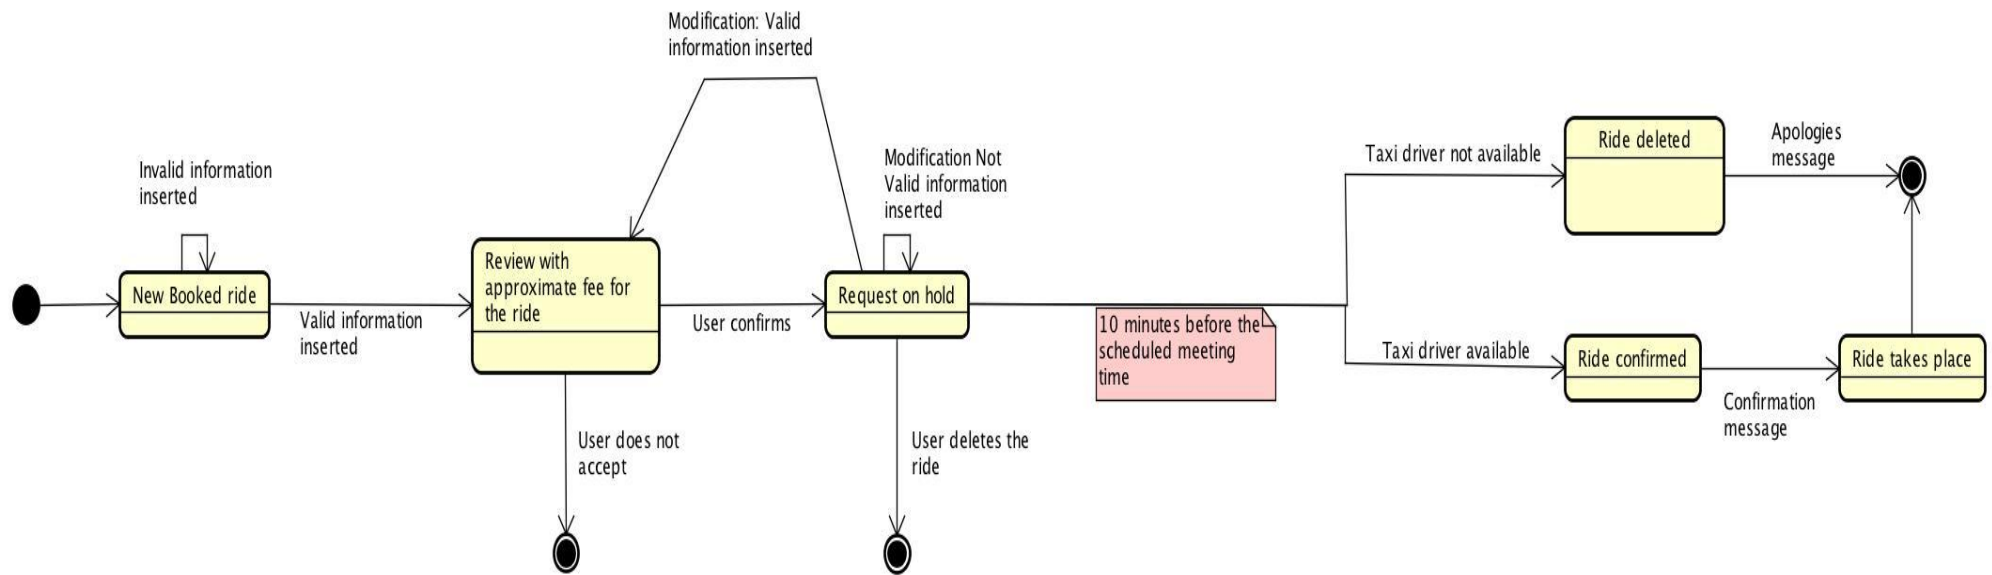 Modification: Valid
information inserted
Invalid information
inserted
New Booked ride
Valid information
inserted
Review with
approximate fee for
the ride
User confirms
User does not
accept
Modification Not
Valid information
inserted
Request on hold
User deletes the
ride
10 minutes before the
scheduled meeting
time
Taxi driver not available
Ride deleted
Apologies
message
Taxi driver available
Ride confirmed
Confirmation
message
Ride takes place